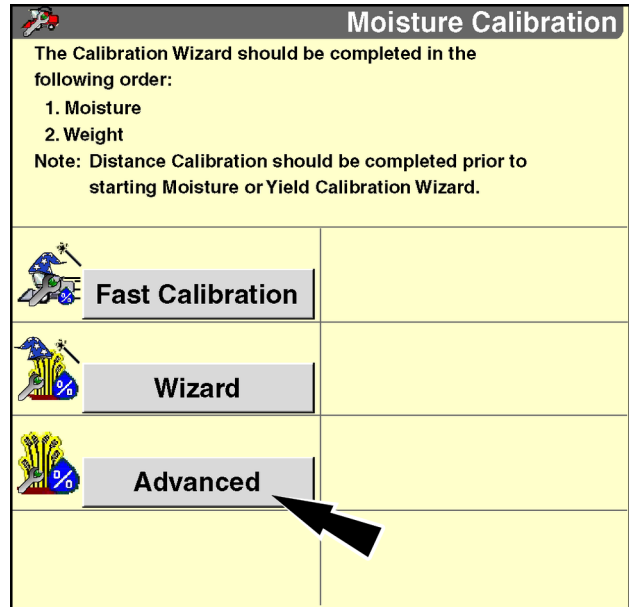 Moisture Calibration
The Calibration Wizard should be completed in the
following order:
1. Moisture
2. Weight
Note: Distance Calibration should be completed prior to
starting Moisture or Yield Calibration Wizard.
Fast Calibration
%
Wizard
%
Advanced